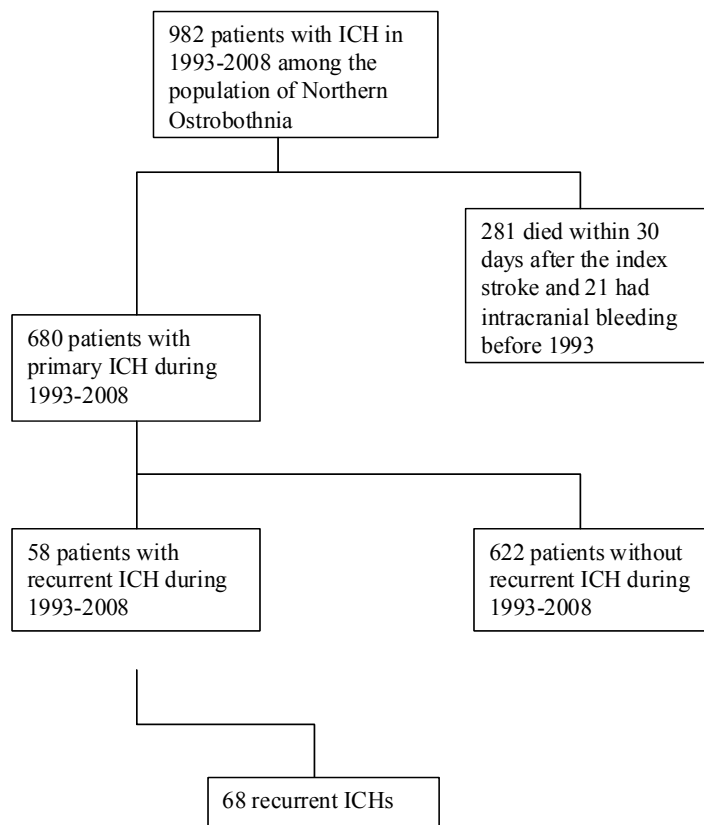 982 patients with ICH in
1993-2008 among the
population of Northern
Ostrobothnia
281 died within 30
days after the index
stroke and 21 had
intracranial bleeding
before 1993
680 patients with
primary ICH during
1993-2008
58 patients with
recurrent ICH during
1993-2008
622 patients without
recurrent ICH during
1993-2008
68 recurrent ICHs